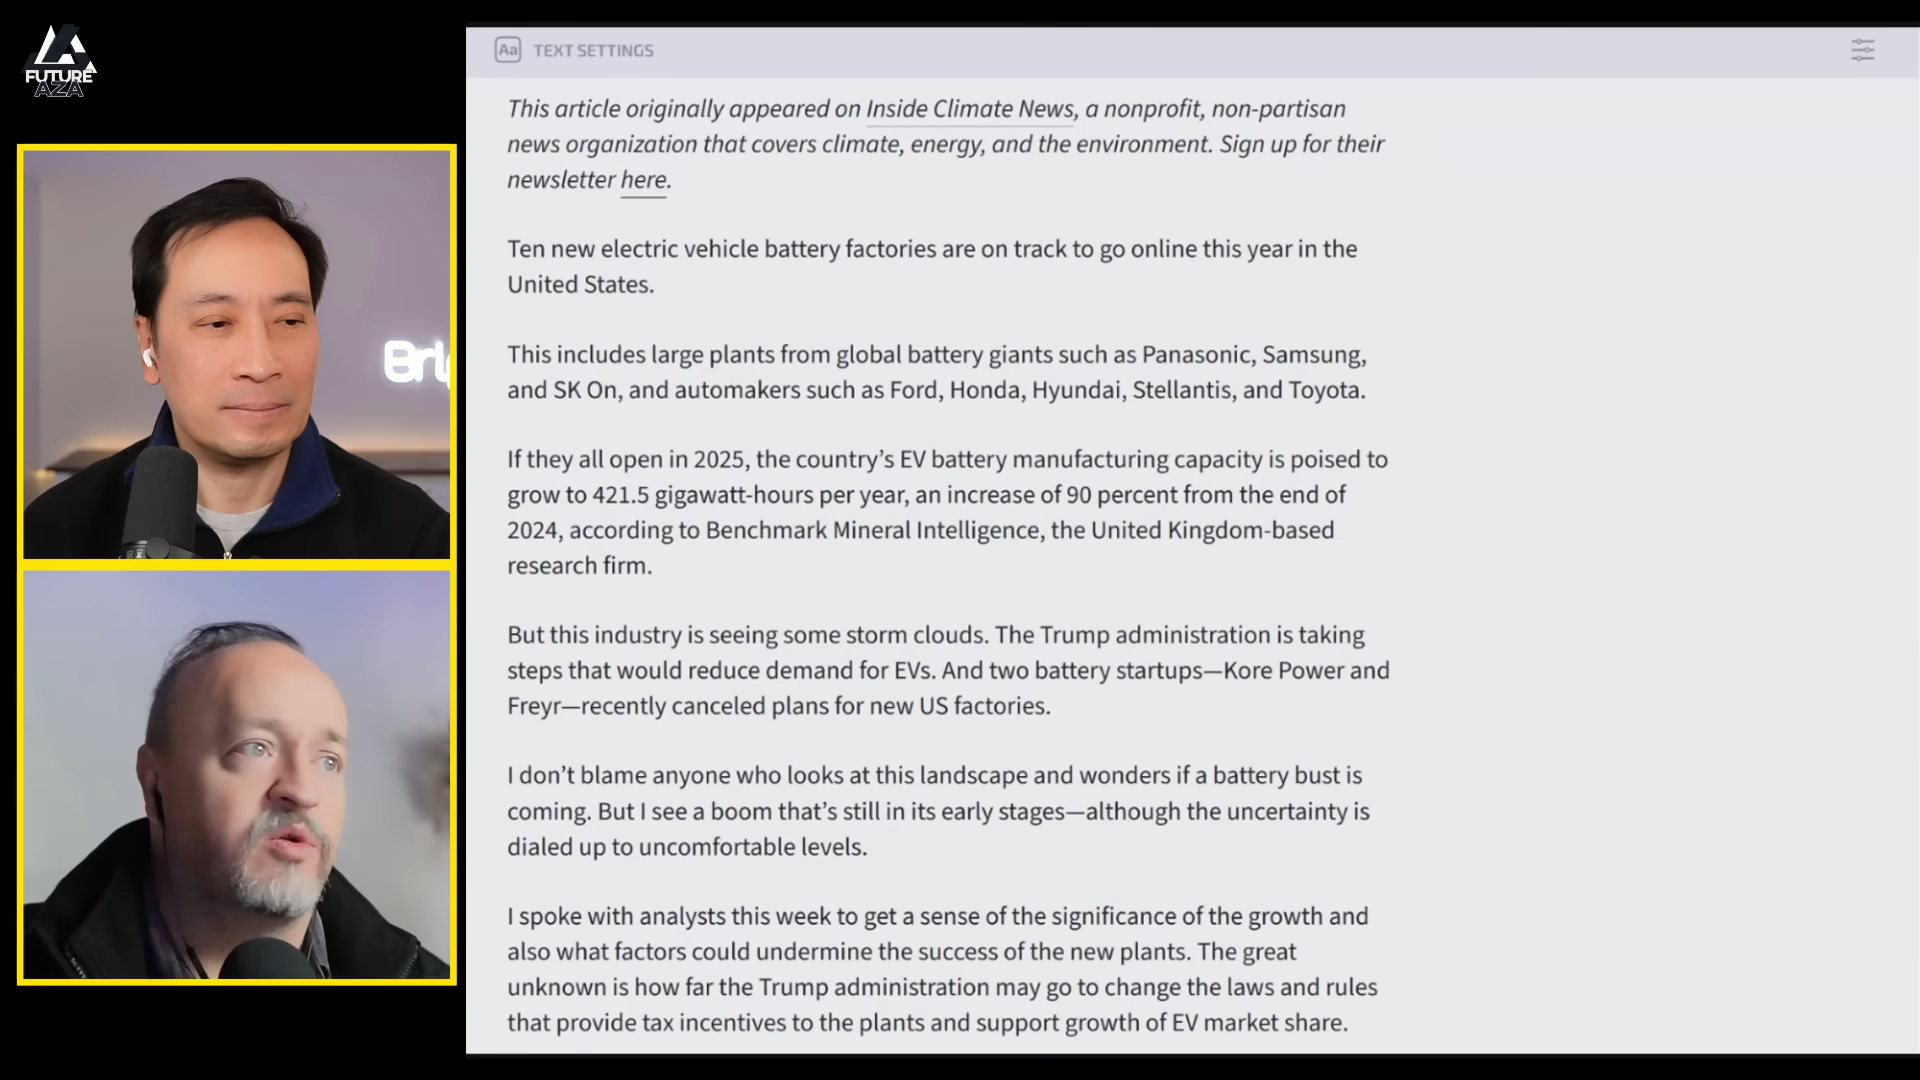 FUTURE
AZA
Bri
Aa TEXT SETTINGS
This article originally appeared on Inside Climate News, a nonprofit, non-partisan
news organization that covers climate, energy, and the environment. Sign up for their
newsletter here.
Ten new electric vehicle battery factories are on track to go online this year in the
United States.
This includes large plants from global battery giants such as Panasonic, Samsung,
and SK On, and automakers such as Ford, Honda, Hyundai, Stellantis, and Toyota.
If they all open in 2025, the country’s EV battery manufacturing capacity is poised to
grow to 421.5 gigawatt-hours per year, an increase of 90 percent from the end of
2024, according to Benchmark Mineral Intelligence, the United Kingdom-based
research firm.
But this industry is seeing some storm clouds. The Trump administration is taking
steps that would reduce demand for EVs. And two battery startups—Kore Power and
Freyr—recently canceled plans for new US factories.
I don’t blame anyone who looks at this landscape and wonders if a battery bust is
coming. But I see a boom that’s still in its early stages—although the uncertainty is
dialed up to uncomfortable levels.
I spoke with analysts this week to get a sense of the significance of the growth and
also what factors could undermine the success of the new plants. The great
unknown is how far the Trump administration may go to change the laws and rules
that provide tax incentives to the plants and support growth of EV market share.